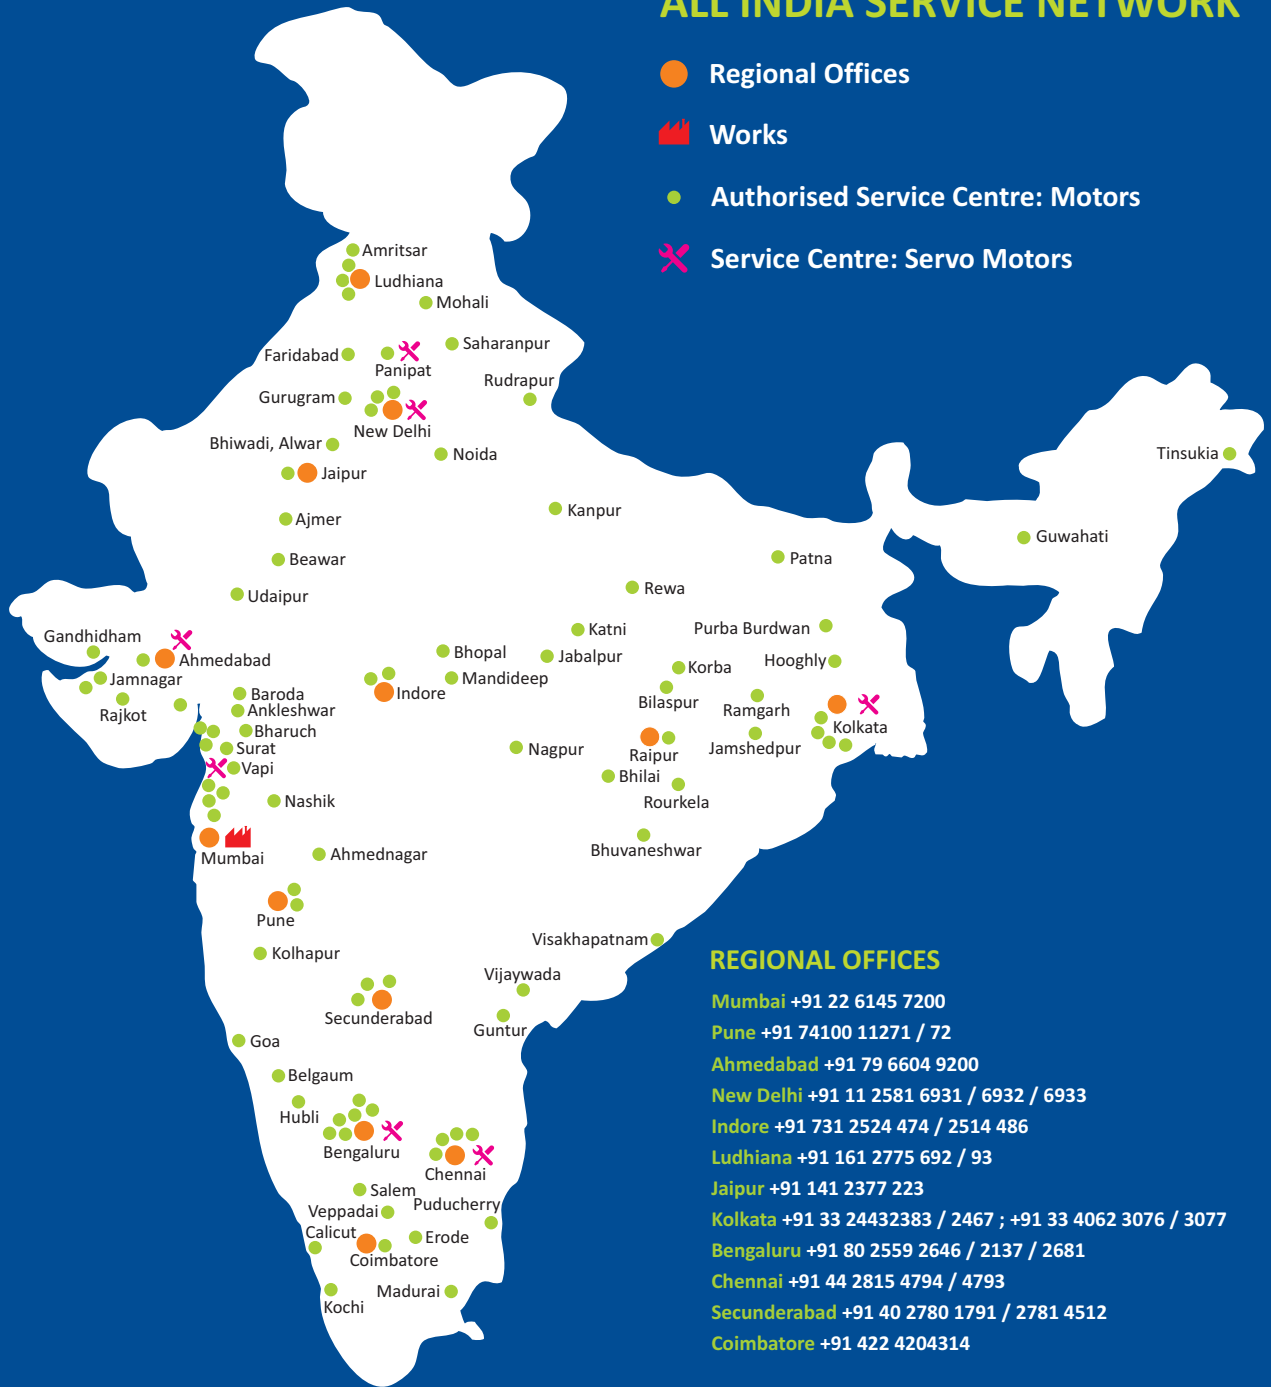 ALL INDIA SERVICE NETWORK
Regional Offices
Works
Authorised Service Centre: Motors
Service Centre: Servo Motors
Amritsar
Ludhiana
Mohali
Saharanpur
Faridabad
Panipat
Rudrapur
Gurugram
New Delhi
Bhiwadi, Alwar
Noida
Tinsukia
Jaipur
Kanpur
Ajmer
Guwahati
Beawar
Patna
Rewa
Udaipur
Katni
Purba Burdwan
Gandhidham
Bhopal
Jabalpur
Ahmedabad
Korba
Hooghly
Jamnagar
Mandideep
Baroda
Indore
Bilaspur
Ankleshwar
Ramgarh
Rajkot
Bharuch
Kolkata
Surat
Nagpur
Raipur
Jamshedpur
Vapi
Bhilai
Nashik
Rourkela
Bhuvaneshwar
Mumbai
Ahmednagar
Pune
Visakhapatnam
Kolhapur
Vijaywada
Secunderabad
Guntur
Goa
Belgaum
Hubli
Bengaluru
Chennai
Salem
Puducherry
Veppadai
Calicut
Erode
Coimbatore
Madurai
Kochi
REGIONAL OFFICES
Mumbai +91 22 6145 7200
Pune +91 74100 11271 / 72
Ahmedabad +91 79 6604 9200
New Delhi +91 11 2581 6931 / 6932 / 6933
Indore +91 731 2524 474 / 2514 486
Ludhiana +91 161 2775 692 / 93
Jaipur +91 141 2377 223
Kolkata +91 33 24432383 / 2467 ; +91 33 4062 3076 / 3077
Bengaluru +91 80 2559 2646 / 2137 / 2681
Chennai +91 44 2815 4794 / 4793
Secunderabad +91 40 2780 1791 / 2781 4512
Coimbatore +91 422 4204314